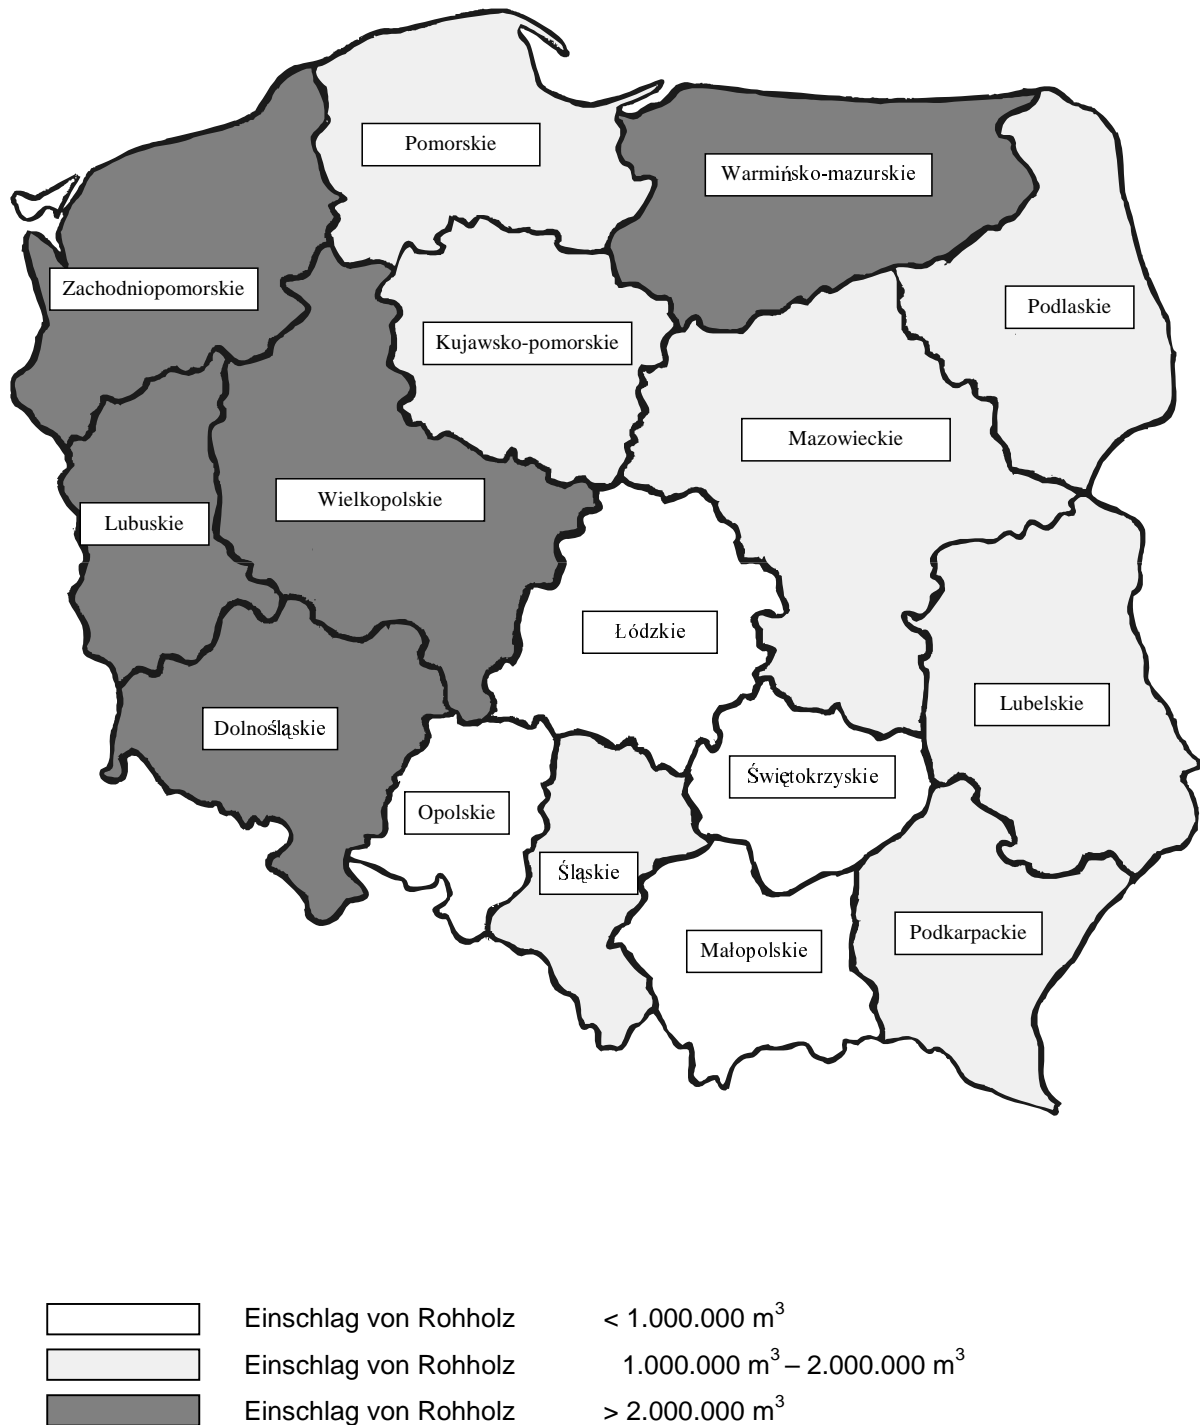 Pomorskie
Warmińsko-mazurskie
Zachodniopomorskie
Podlaskie
Kujawsko-pomorskie
Mazowieckie
Wielkopolskie
Lubuskie
Łódzkie
Lubelskie
Dolnośląskie
Świętokrzyskie
Opolskie
Śląskie
Podkarpackie
Małopolskie
Einschlag von Rohholz < 1.000.000 m³
Einschlag von Rohholz 1.000.000 m³ – 2.000.000 m³
Einschlag von Rohholz > 2.000.000 m³